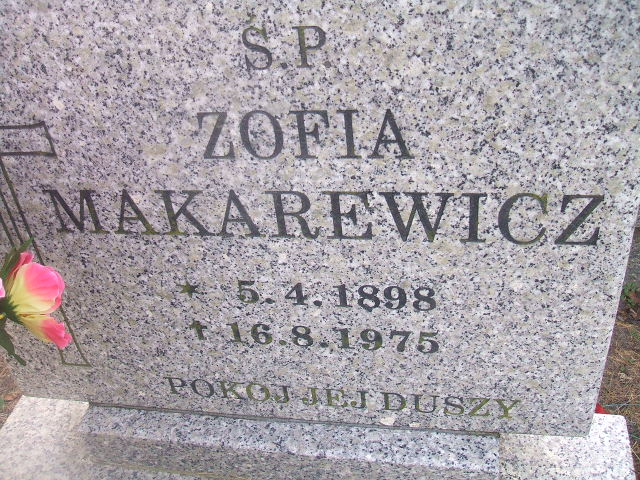 Ś.P.
ZOFIA
MAKAREWICZ
★ 5.4.1898
† 16.8.1975
POKÓJ JEJ DUSZY